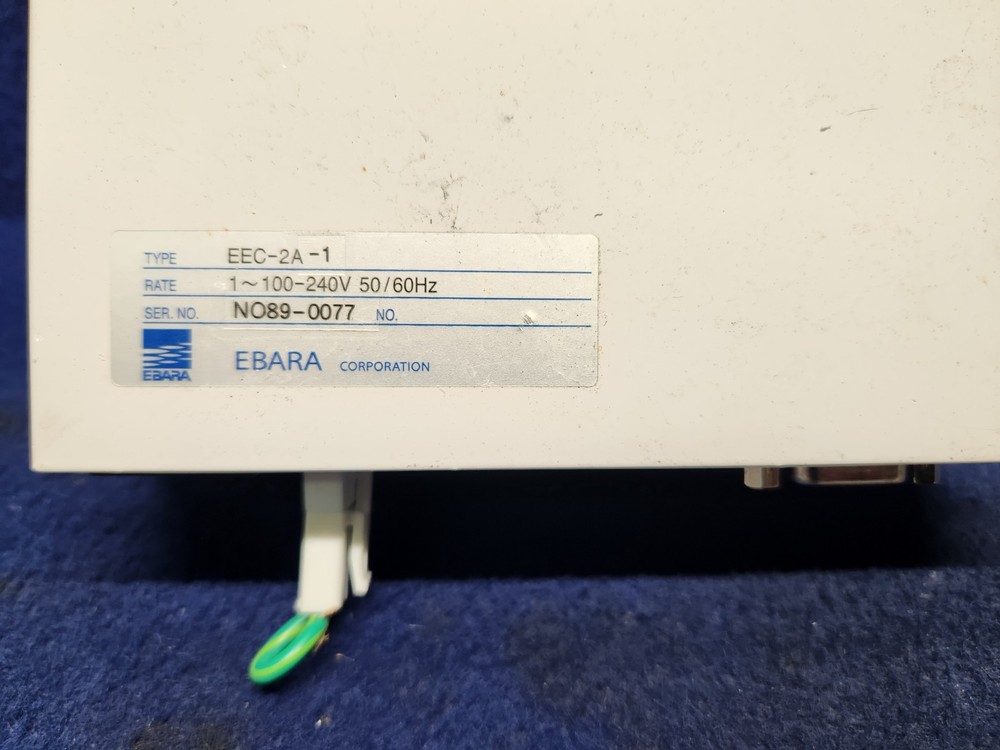 TYPE EEC-2A-1
RATE 1~100-240V 50/60Hz
SER. NO. NO89-0077 NO.
EBARA
EBARA CORPORATION